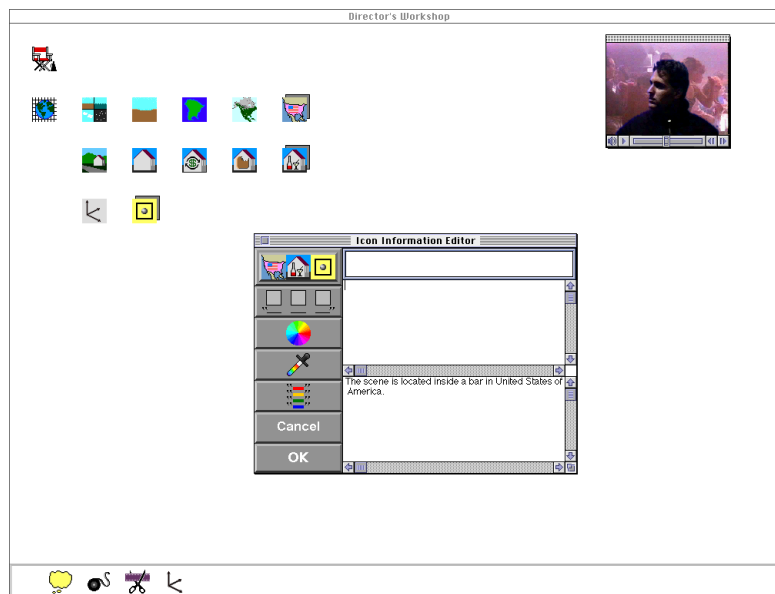 Director's Workshop
Icon Information Editor
The scene is located inside a bar in United States of
America.
Cancel
OK